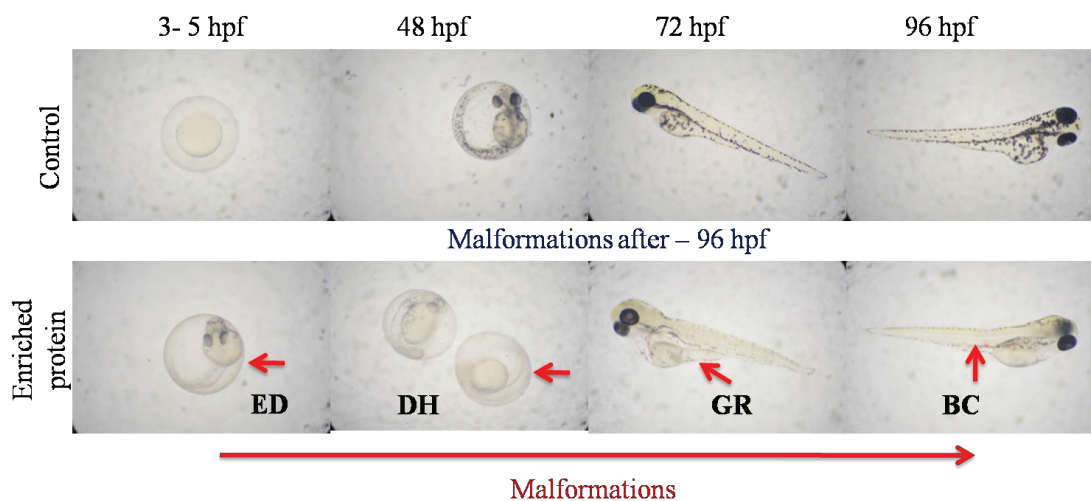 3- 5 hpf 48 hpf 72 hpf 96 hpf
Control
Malformations after – 96 hpf
Enriched
protein
ED DH GR BC
Malformations